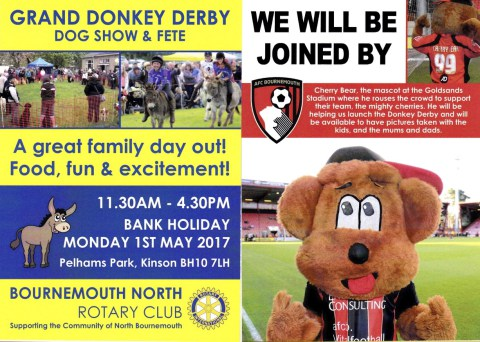 GRAND DONKEY DERBY
DOG SHOW & FETE
A great family day out!
Food, fun & excitement!
11.30AM - 4.30PM
BANK HOLIDAY
MONDAY 1ST MAY 2017
Pelhams Park, Kinson BH10 7LH
BOURNEMOUTH NORTH
ROTARY CLUB
Supporting the Community of North Bournemouth
WE WILL BE
JOINED BY
CHERRY BEAR
99
AFC BOURNEMOUTH
Cherry Bear, the mascot at the Goldsands
Stadium where he rouses the crowd to support
their team, the mighty cherries. He will be
helping us launch the Donkey Derby and will
be available to have pictures taken with the
kids, and the mums and dads.
CONSULTING
afc).
Vitalfootball